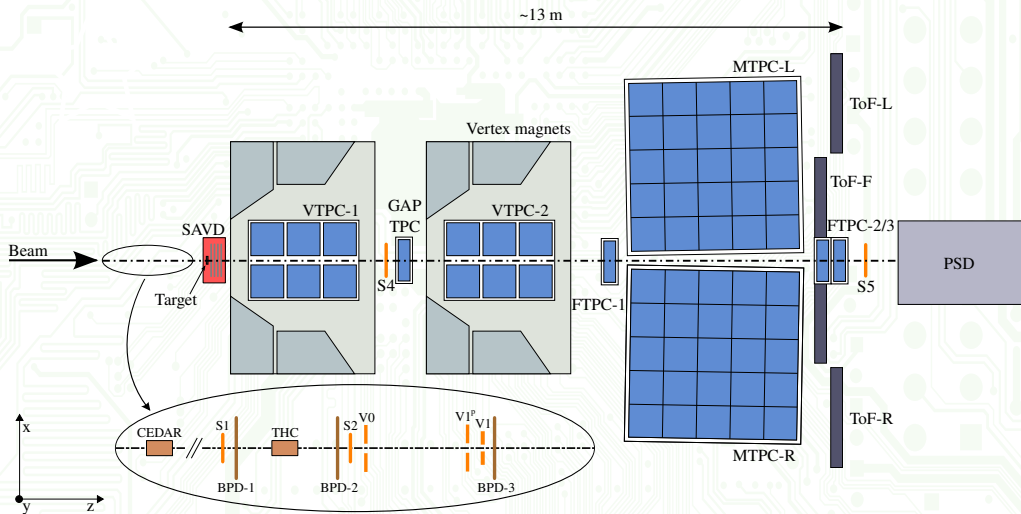 ~13 m
MTPC-L
ToF-L
Vertex magnets
ToF-F
VTPC-1
GAP
TPC
VTPC-2
FTPC-2/3
SAVD
Beam
PSD
Target
S4
FTPC-1
S5
x
CEDAR
S1
THC
S2
V0
V1ᵖ
V1
ToF-R
MTPC-R
BPD-1
BPD-2
BPD-3
y
z